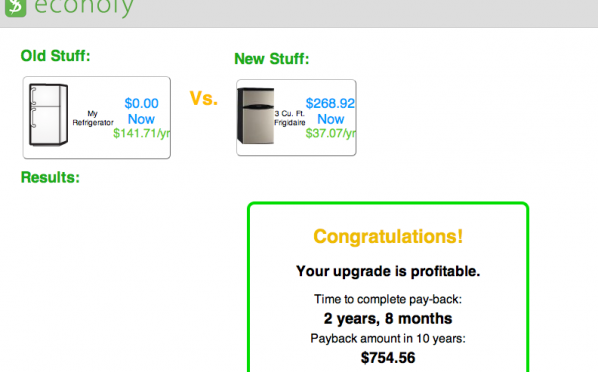 $ econofy
Old Stuff:
New Stuff:
My
Refrigerator
$0.00
Now
$141.71/yr
Vs.
3 Cu. Ft.
Frigidaire
$268.92
Now
$37.07/yr
Results:
Congratulations!
Your upgrade is profitable.
Time to complete pay-back:
2 years, 8 months
Payback amount in 10 years:
$754.56